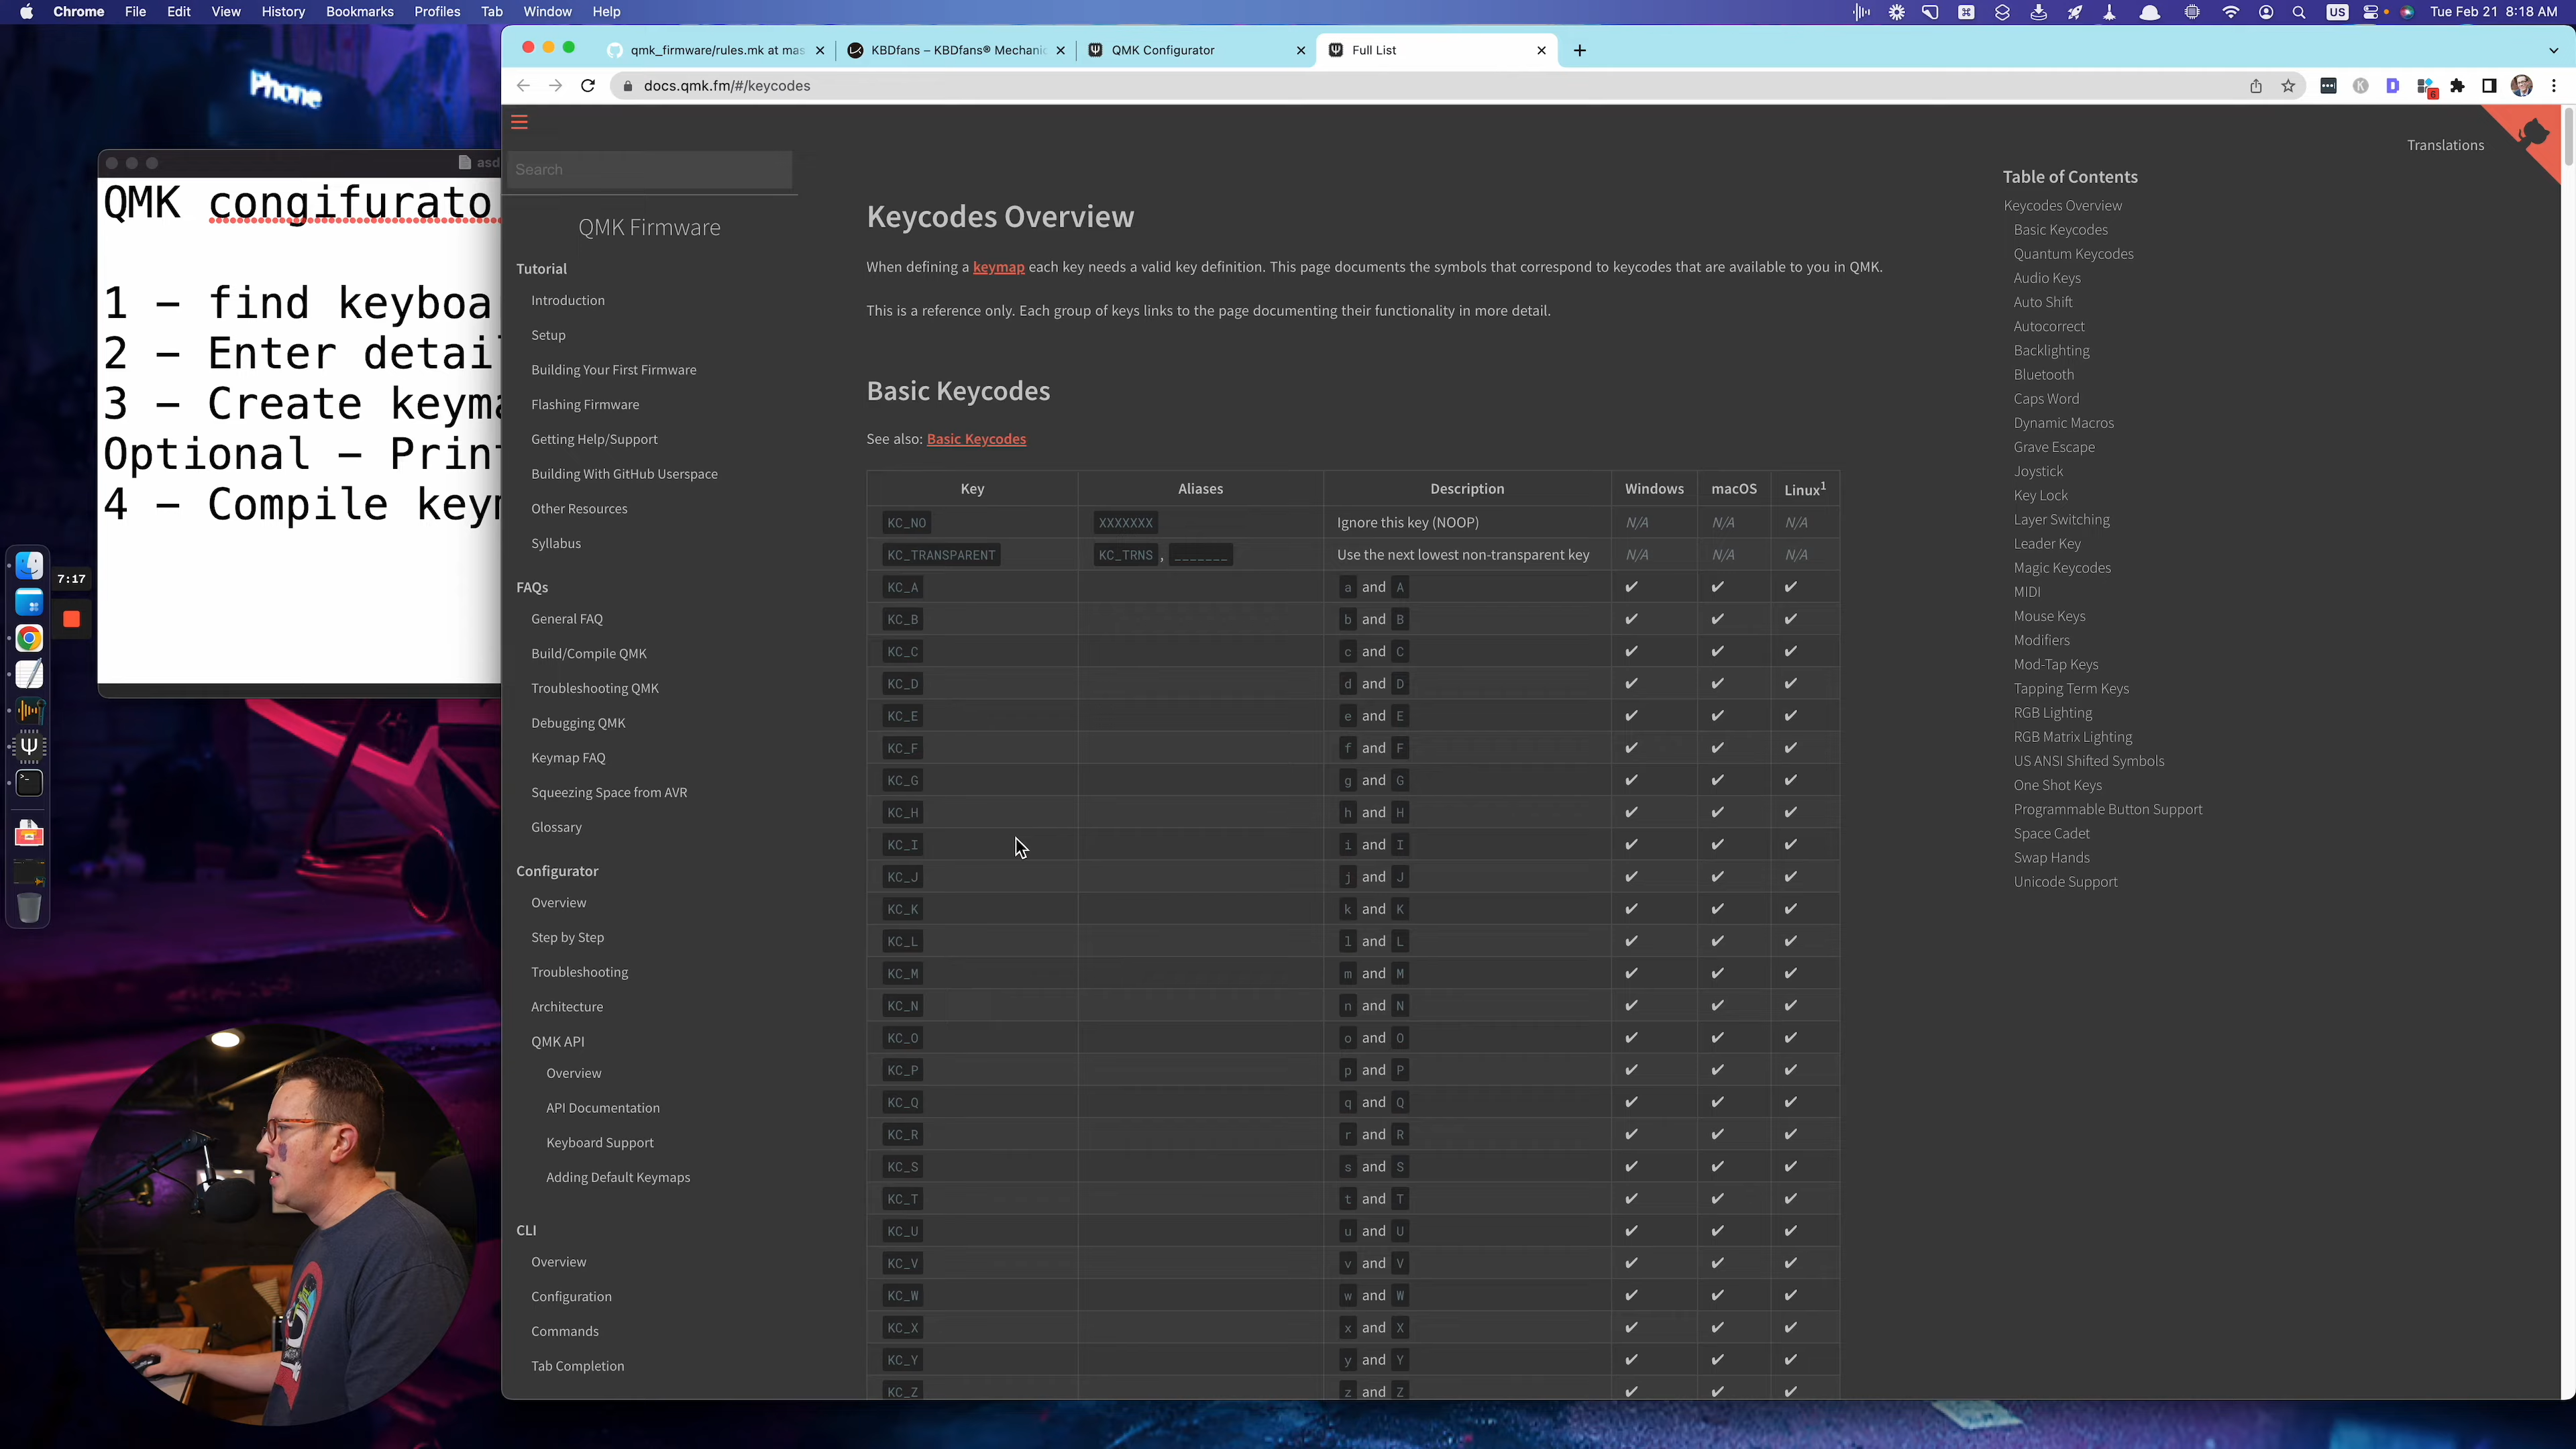 Chrome File Edit View History Bookmarks Profiles Tab Window Help
US Tue Feb 21 8:18 AM
Phone
qmk_firmware/rules.mk at mas
KBDfans – KBDfans® Mechanic
QMK Configurator
Full List
docs.qmk.fm/#/keycodes
6
asd
QMK congifurato
1 – find keyboa
2 – Enter detai
3 – Create keyma
Optional – Prin
4 – Compile keym
7:17
Search
QMK Firmware
Tutorial
Introduction
Setup
Building Your First Firmware
Flashing Firmware
Getting Help/Support
Building With GitHub Userspace
Other Resources
Syllabus
FAQs
General FAQ
Build/Compile QMK
Troubleshooting QMK
Debugging QMK
Keymap FAQ
Squeezing Space from AVR
Glossary
Configurator
Overview
Step by Step
Troubleshooting
Architecture
QMK API
Overview
API Documentation
Keyboard Support
Adding Default Keymaps
CLI
Overview
Configuration
Commands
Tab Completion
Keycodes Overview
When defining a keymap each key needs a valid key definition. This page documents the symbols that correspond to keycodes that are available to you in QMK.
This is a reference only. Each group of keys links to the page documenting their functionality in more detail.
Basic Keycodes
See also: Basic Keycodes
Key Aliases Description Windows macOS Linux1
KC_NO XXXXXXX Ignore this key (NOOP) N/A N/A N/A
KC_TRANSPARENT KC_TRNS , _______ Use the next lowest non-transparent key N/A N/A N/A
KC_A a and A ✔ ✔ ✔
KC_B b and B ✔ ✔ ✔
KC_C c and C ✔ ✔ ✔
KC_D d and D ✔ ✔ ✔
KC_E e and E ✔ ✔ ✔
KC_F f and F ✔ ✔ ✔
KC_G g and G ✔ ✔ ✔
KC_H h and H ✔ ✔ ✔
KC_I i and I ✔ ✔ ✔
KC_J j and J ✔ ✔ ✔
KC_K k and K ✔ ✔ ✔
KC_L l and L ✔ ✔ ✔
KC_M m and M ✔ ✔ ✔
KC_N n and N ✔ ✔ ✔
KC_O o and O ✔ ✔ ✔
KC_P p and P ✔ ✔ ✔
KC_Q q and Q ✔ ✔ ✔
KC_R r and R ✔ ✔ ✔
KC_S s and S ✔ ✔ ✔
KC_T t and T ✔ ✔ ✔
KC_U u and U ✔ ✔ ✔
KC_V v and V ✔ ✔ ✔
KC_W w and W ✔ ✔ ✔
KC_X x and X ✔ ✔ ✔
KC_Y y and Y ✔ ✔ ✔
KC_Z z and Z ✔ ✔ ✔
Translations
Table of Contents
Keycodes Overview
Basic Keycodes
Quantum Keycodes
Audio Keys
Auto Shift
Autocorrect
Backlighting
Bluetooth
Caps Word
Dynamic Macros
Grave Escape
Joystick
Key Lock
Layer Switching
Leader Key
Magic Keycodes
MIDI
Mouse Keys
Modifiers
Mod-Tap Keys
Tapping Term Keys
RGB Lighting
RGB Matrix Lighting
US ANSI Shifted Symbols
One Shot Keys
Programmable Button Support
Space Cadet
Swap Hands
Unicode Support